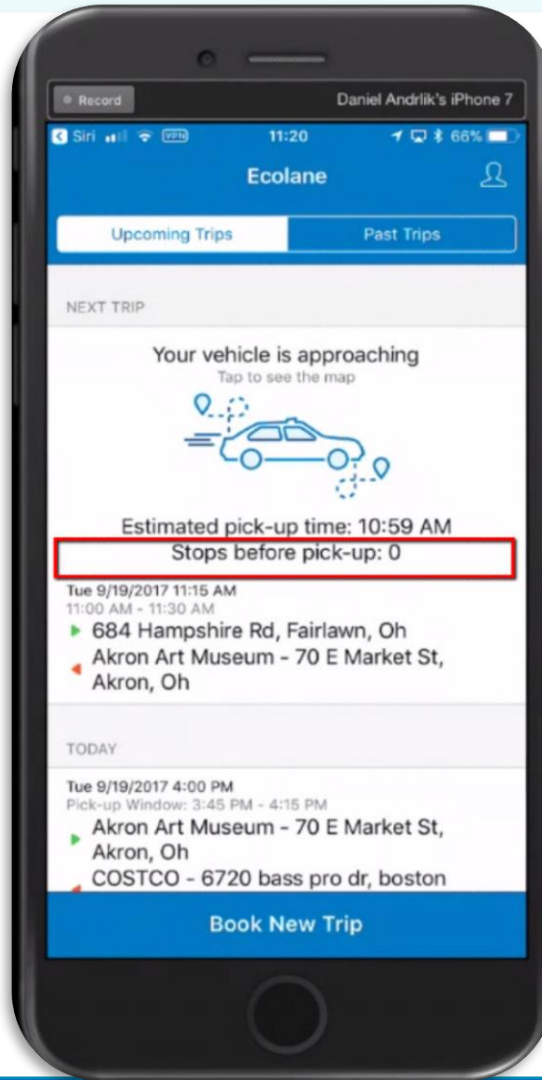 Record
Daniel Andrlik's iPhone 7
Siri VPN 11:20 66%
Ecolane
Upcoming Trips Past Trips
NEXT TRIP
Your vehicle is approaching
Tap to see the map
Estimated pick-up time: 10:59 AM
Stops before pick-up: 0
Tue 9/19/2017 11:15 AM
11:00 AM - 11:30 AM
684 Hampshire Rd, Fairlawn, Oh
Akron Art Museum - 70 E Market St,
Akron, Oh
TODAY
Tue 9/19/2017 4:00 PM
Pick-up Window: 3:45 PM - 4:15 PM
Akron Art Museum - 70 E Market St,
Akron, Oh
COSTCO - 6720 bass pro dr, boston
Book New Trip